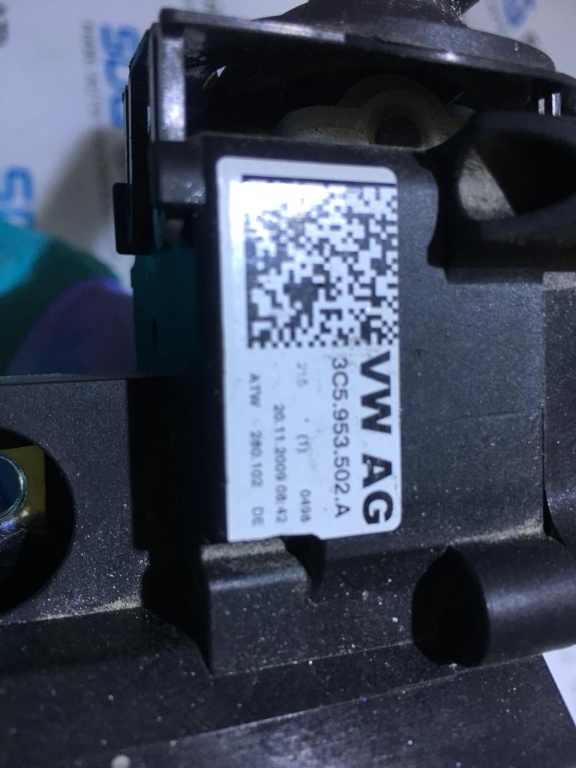 VW AG
3C5.953.502.A
215 * (1) 0498
20.11.2009 08:42
ATW - 280.102 DE